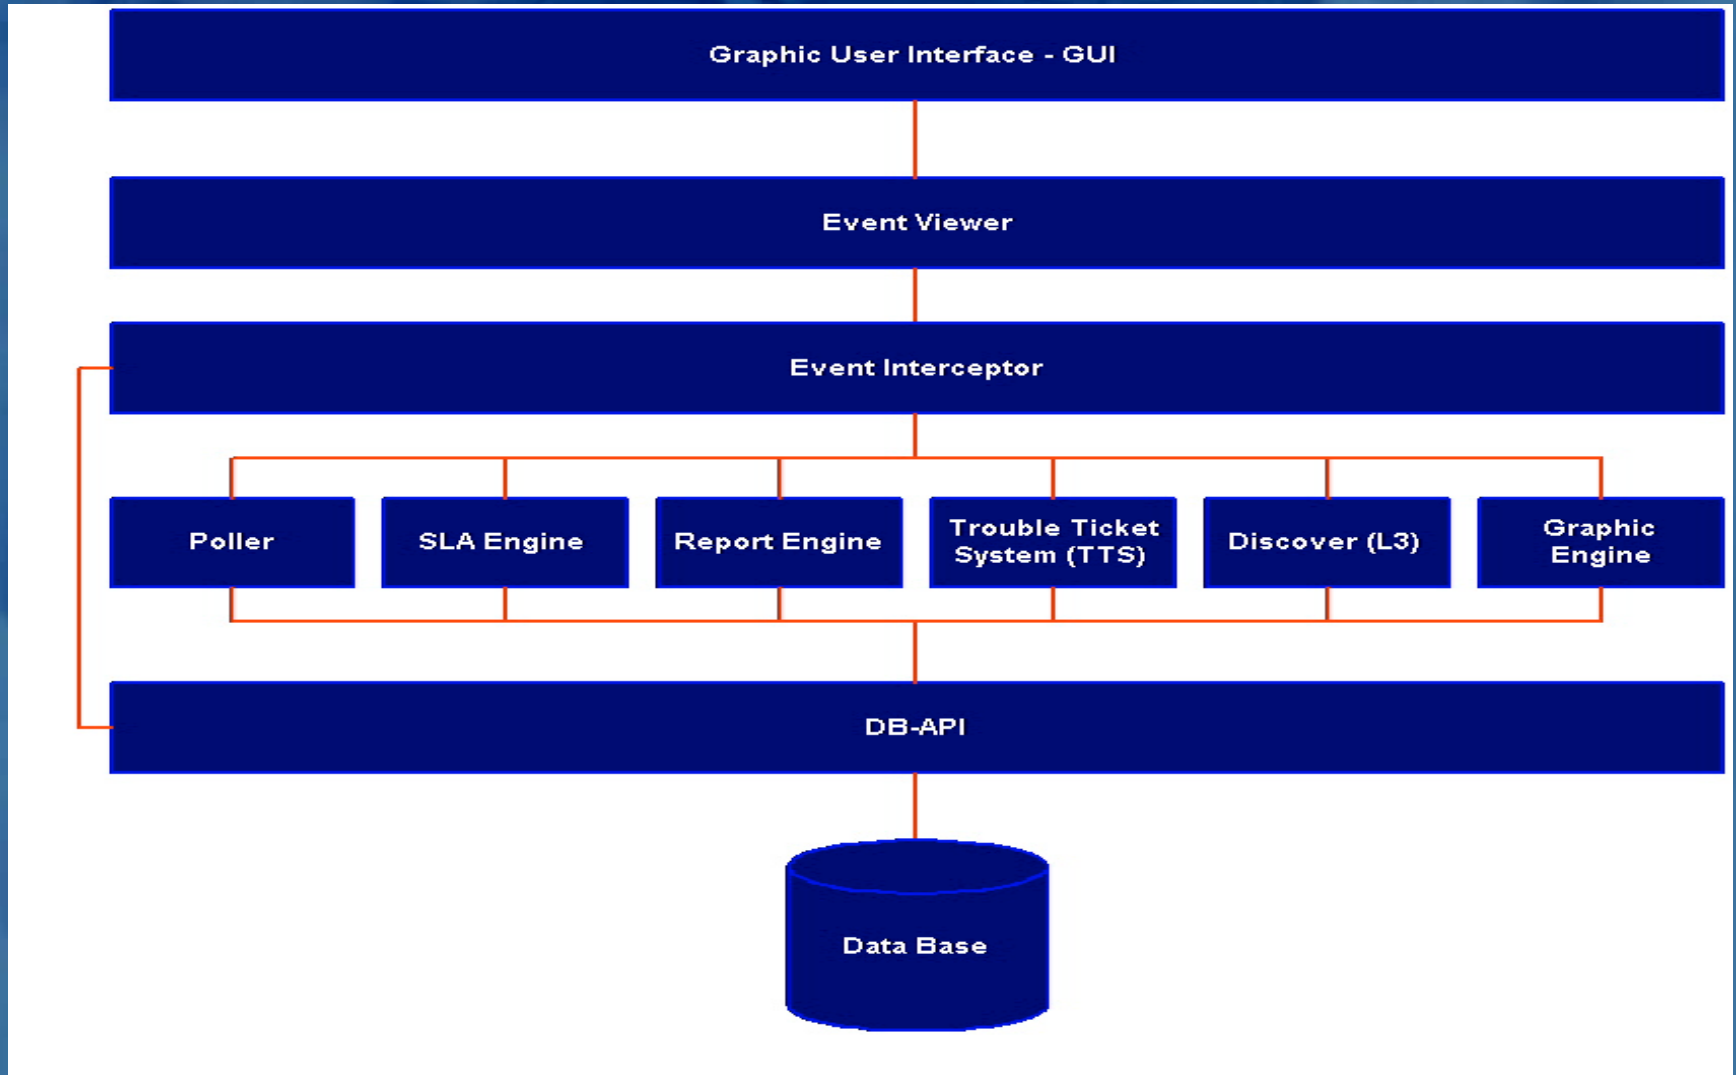 Graphic User Interface - GUI
Event Viewer
Event Interceptor
Poller
SLA Engine
Report Engine
Trouble Ticket
System (TTS)
Discover (L3)
Graphic
Engine
DB-API
Data Base